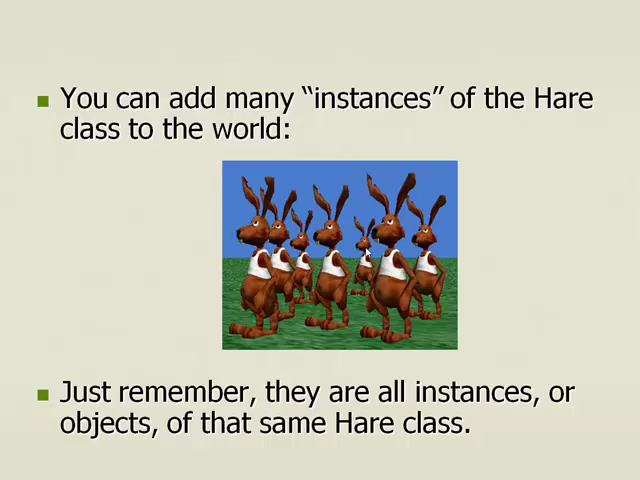 You can add many “instances” of the Hare
class to the world:
Just remember, they are all instances, or
objects, of that same Hare class.